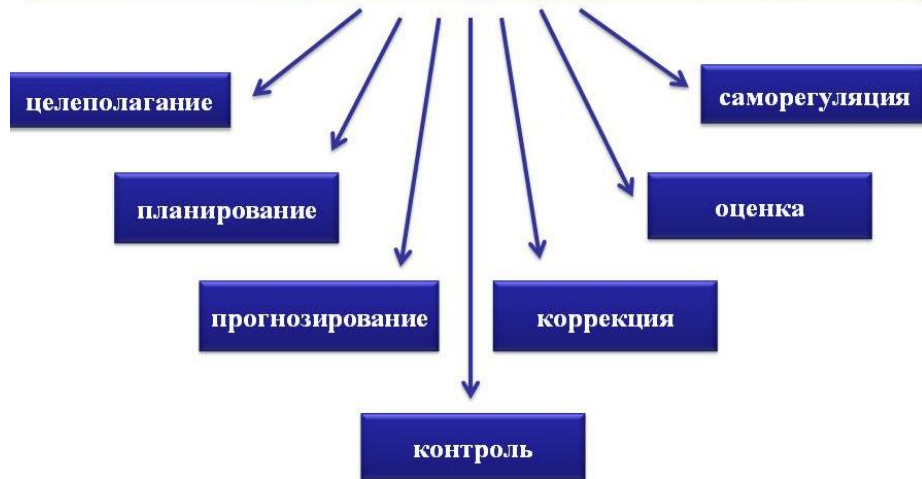 целеполагание
саморегуляция
планирование
оценка
прогнозирование
коррекция
контроль